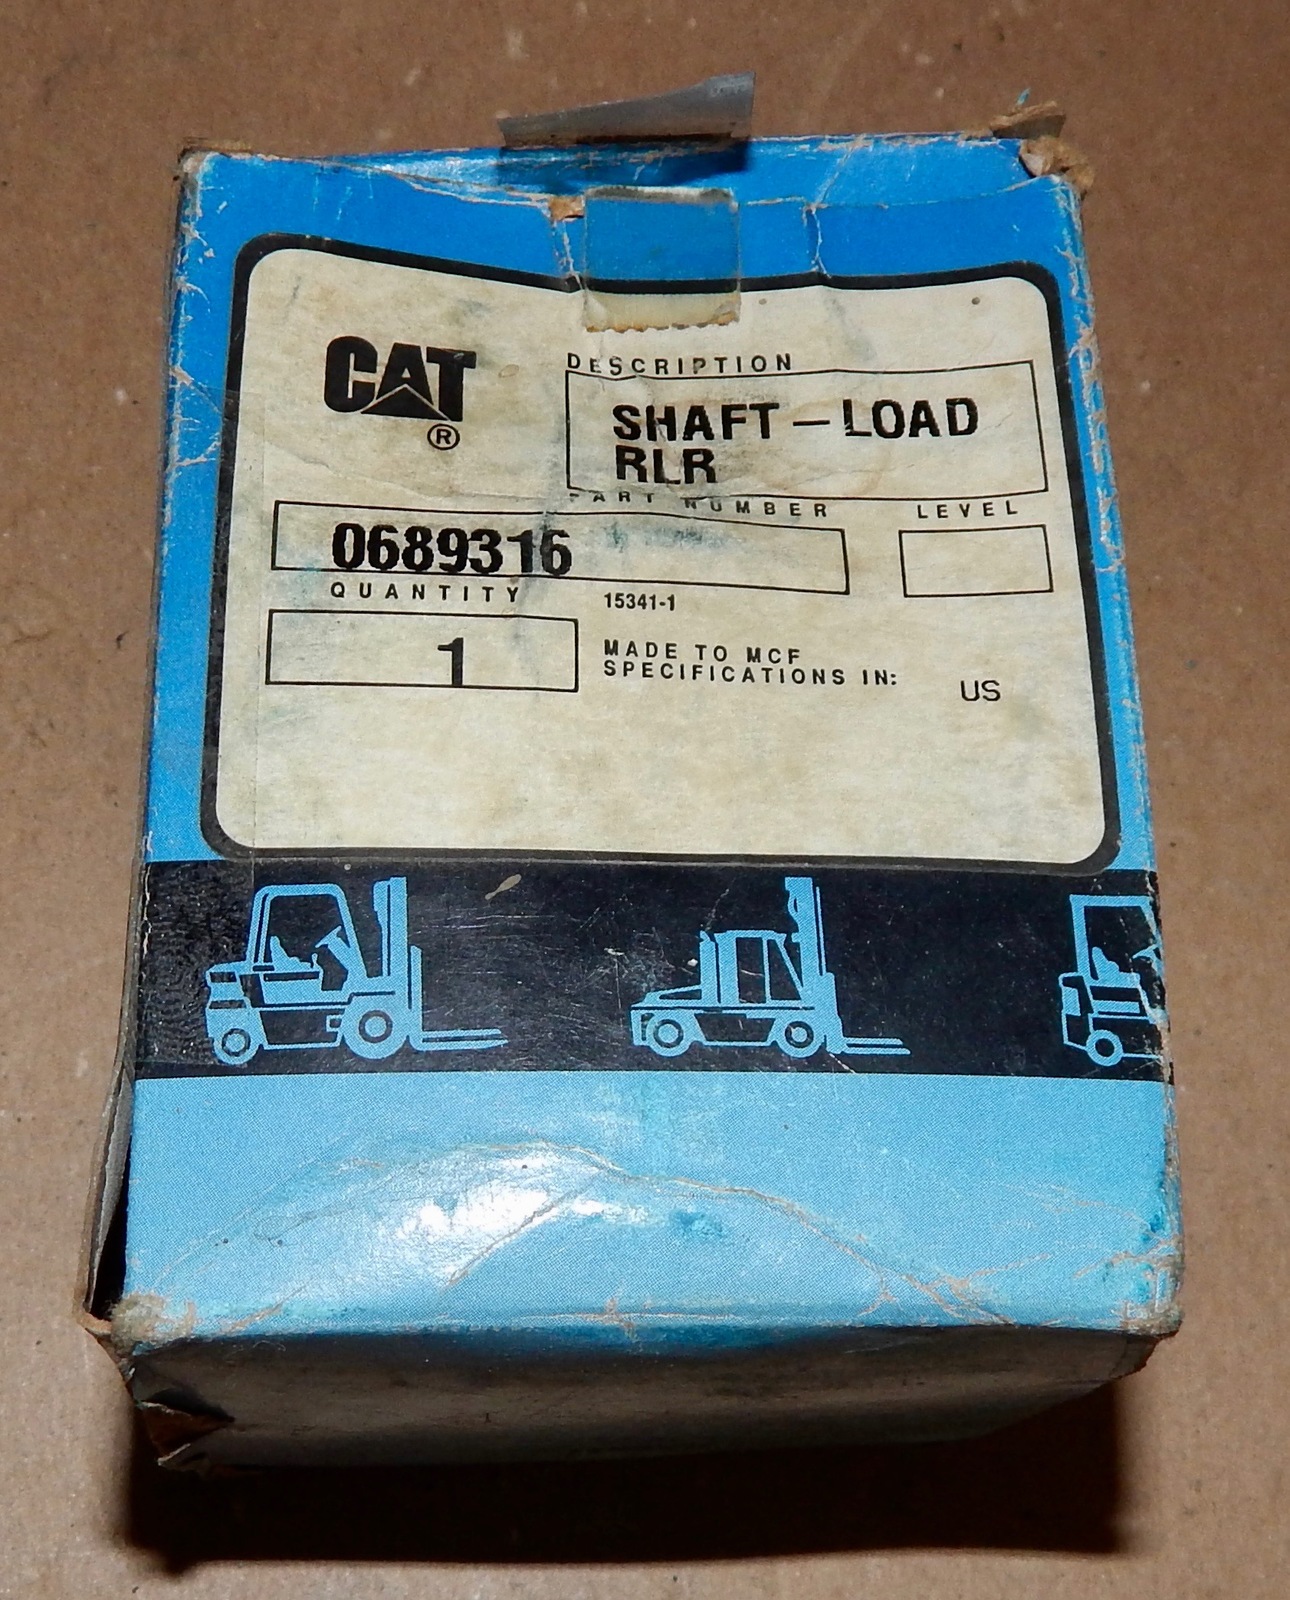 CAT
®
DESCRIPTION
SHAFT - LOAD
RLR
PART NUMBER
LEVEL
0689316
QUANTITY
15341-1
1
MADE TO MCF
SPECIFICATIONS IN:
US